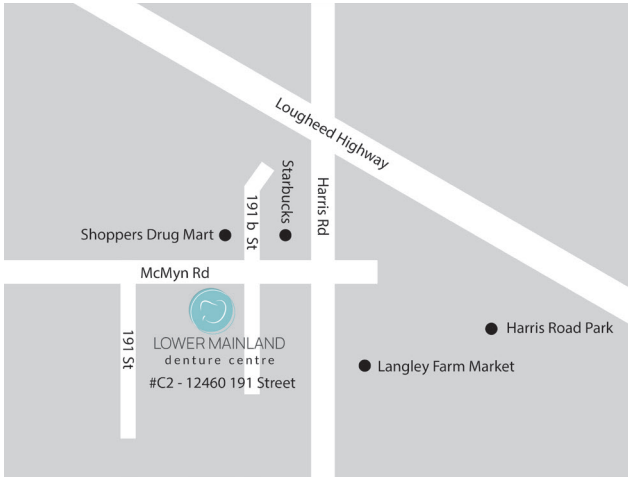 Lougheed Highway
Starbucks
Harris Rd
191 b St
Shoppers Drug Mart
McMyn Rd
191 St
LOWER MAINLAND
denture centre
#C2 - 12460 191 Street
Harris Road Park
Langley Farm Market